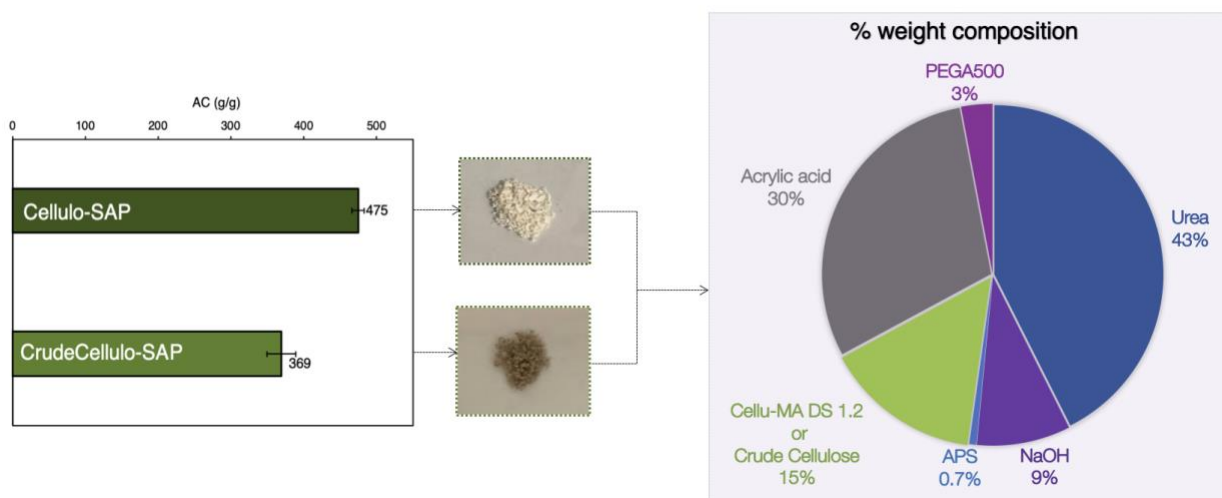 AC (g/g)
0 100 200 300 400 500
Cellulo-SAP
475
CrudeCellulo-SAP
369
% weight composition
PEGA500
3%
Acrylic acid
30%
Urea
43%
Cellu-MA DS 1.2
or
Crude Cellulose
15%
APS
0.7%
NaOH
9%